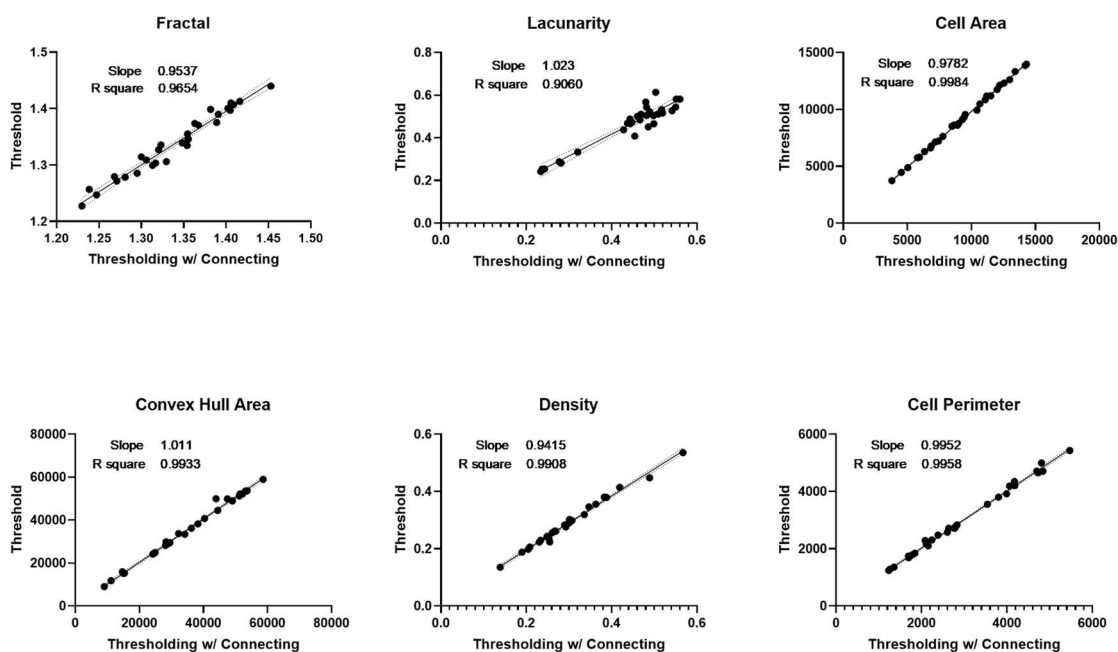 Fractal
Slope 0.9537
R square 0.9654
Threshold
1.5
1.4
1.3
1.2
1.20 1.25 1.30 1.35 1.40 1.45 1.50
Thresholding w/ Connecting
Lacunarity
Slope 1.023
R square 0.9060
Threshold
0.8
0.6
0.4
0.2
0.0
0.0 0.2 0.4 0.6
Thresholding w/ Connecting
Cell Area
Slope 0.9782
R square 0.9984
Threshold
15000
10000
5000
0
0 5000 10000 15000 20000
Thresholding w/ Connecting
Convex Hull Area
Slope 1.011
R square 0.9933
Threshold
80000
60000
40000
20000
0
0 20000 40000 60000 80000
Thresholding w/ Connecting
Density
Slope 0.9415
R square 0.9908
Threshold
0.6
0.4
0.2
0.0
0.0 0.2 0.4 0.6
Thresholding w/ Connecting
Cell Perimeter
Slope 0.9952
R square 0.9958
Threshold
6000
4000
2000
0
0 2000 4000 6000
Thresholding w/ Connecting